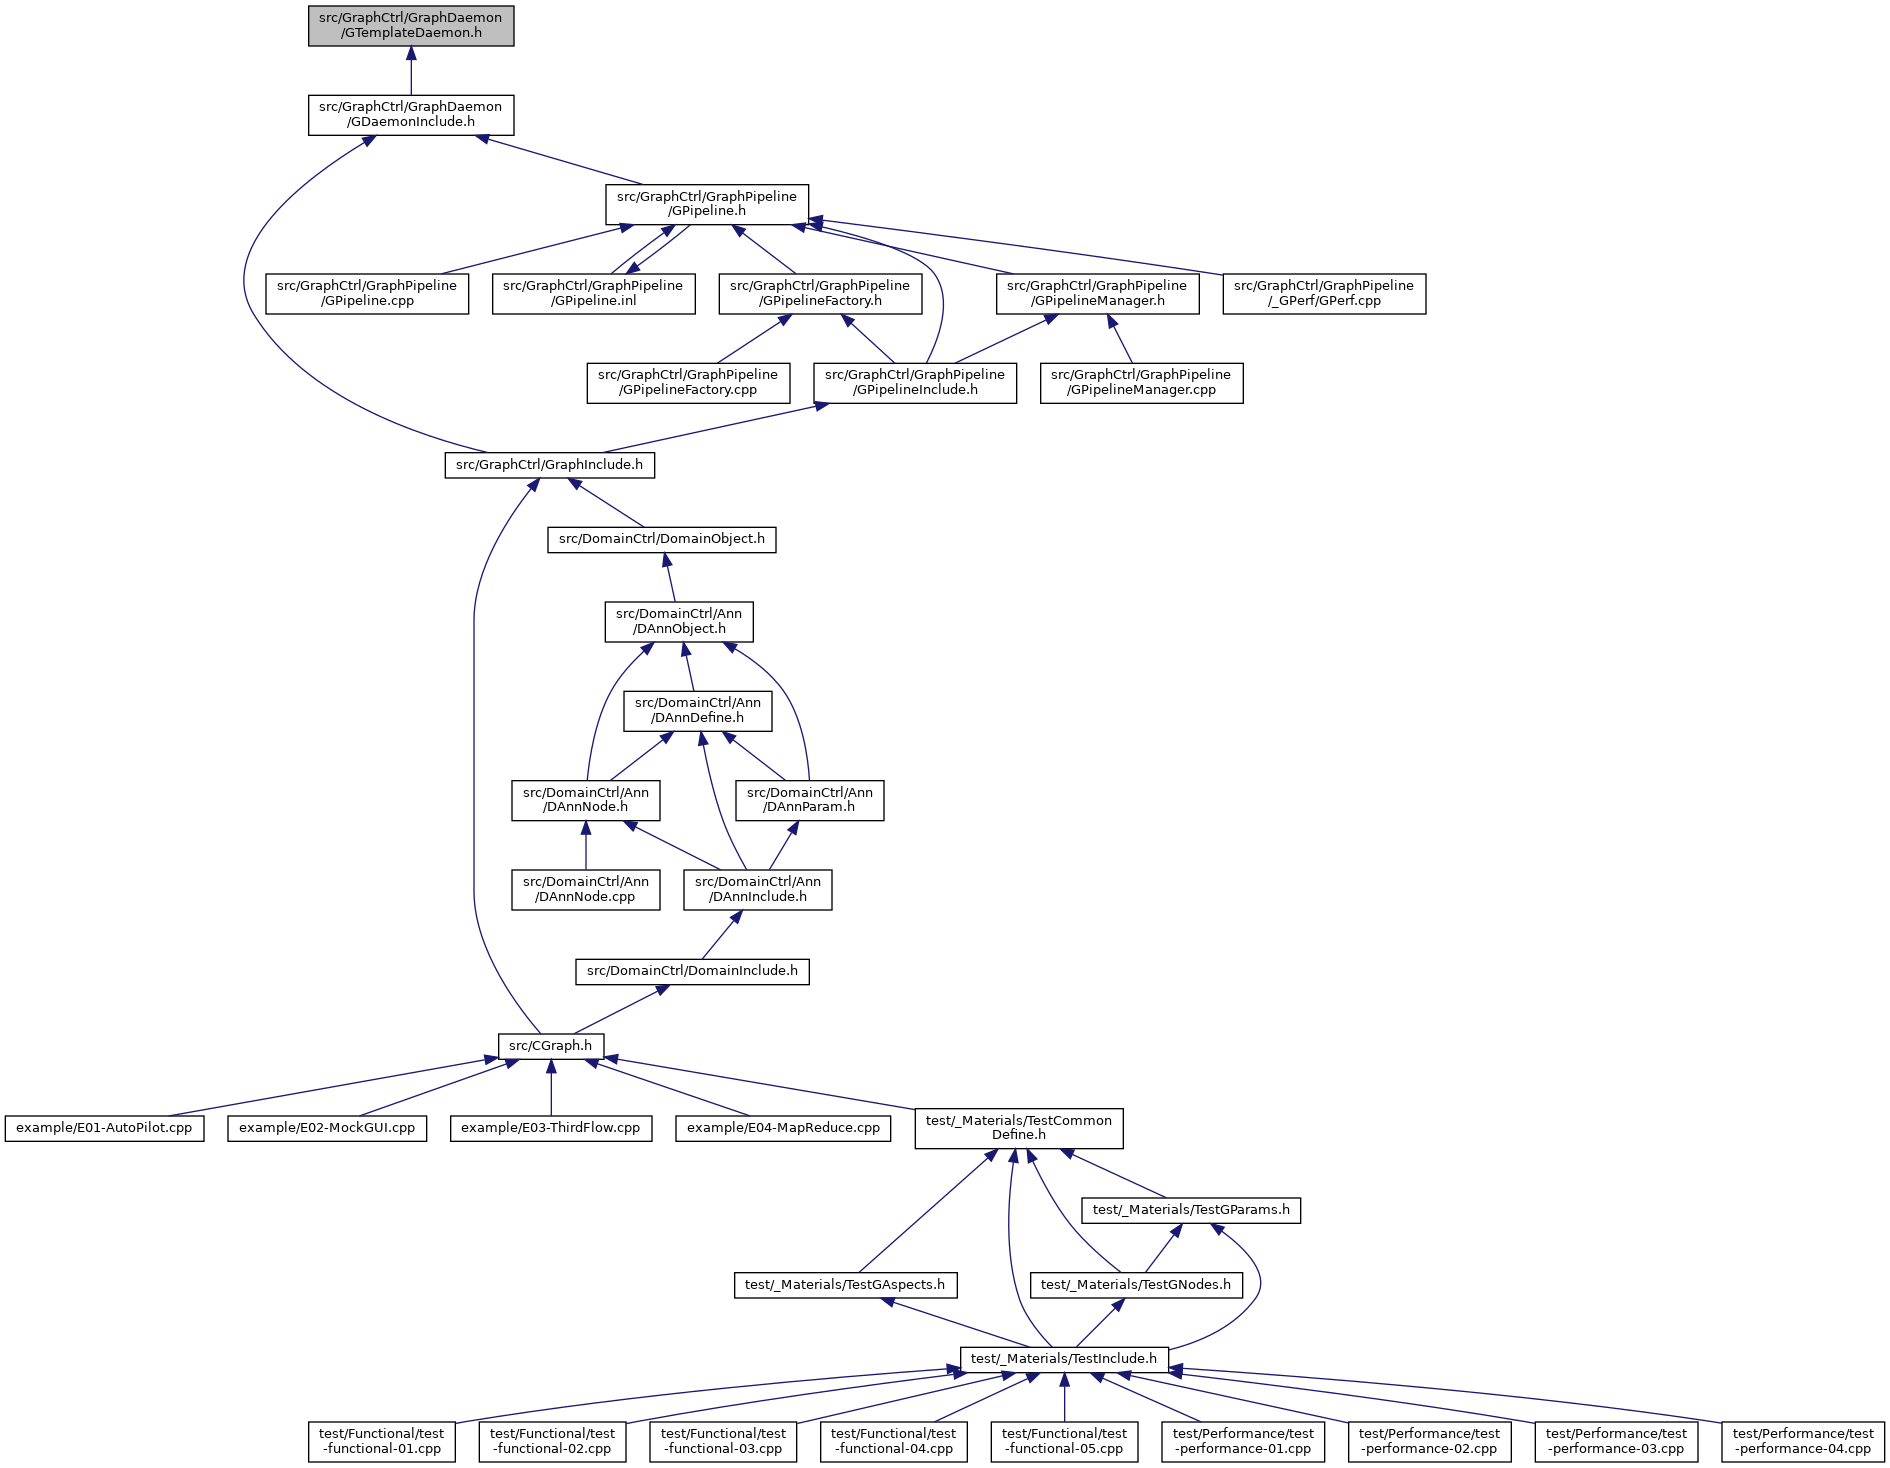 src/GraphCtrl/GraphDaemon
/GTemplateDaemon.h
src/GraphCtrl/GraphDaemon
/GDaemonInclude.h
src/GraphCtrl/GraphPipeline
/GPipeline.h
src/GraphCtrl/GraphPipeline
/GPipeline.cpp
src/GraphCtrl/GraphPipeline
/GPipeline.inl
src/GraphCtrl/GraphPipeline
/GPipelineFactory.h
src/GraphCtrl/GraphPipeline
/GPipelineManager.h
src/GraphCtrl/GraphPipeline
/_GPerf/GPerf.cpp
src/GraphCtrl/GraphPipeline
/GPipelineFactory.cpp
src/GraphCtrl/GraphPipeline
/GPipelineInclude.h
src/GraphCtrl/GraphPipeline
/GPipelineManager.cpp
src/GraphCtrl/GraphInclude.h
src/DomainCtrl/DomainObject.h
src/DomainCtrl/Ann
/DAnnObject.h
src/DomainCtrl/Ann
/DAnnDefine.h
src/DomainCtrl/Ann
/DAnnNode.h
src/DomainCtrl/Ann
/DAnnParam.h
src/DomainCtrl/Ann
/DAnnNode.cpp
src/DomainCtrl/Ann
/DAnnInclude.h
src/DomainCtrl/DomainInclude.h
src/CGraph.h
example/E01-AutoPilot.cpp
example/E02-MockGUI.cpp
example/E03-ThirdFlow.cpp
example/E04-MapReduce.cpp
test/_Materials/TestCommon
Define.h
test/_Materials/TestGParams.h
test/_Materials/TestGAspects.h
test/_Materials/TestGNodes.h
test/_Materials/TestInclude.h
test/Functional/test
-functional-01.cpp
test/Functional/test
-functional-02.cpp
test/Functional/test
-functional-03.cpp
test/Functional/test
-functional-04.cpp
test/Functional/test
-functional-05.cpp
test/Performance/test
-performance-01.cpp
test/Performance/test
-performance-02.cpp
test/Performance/test
-performance-03.cpp
test/Performance/test
-performance-04.cpp